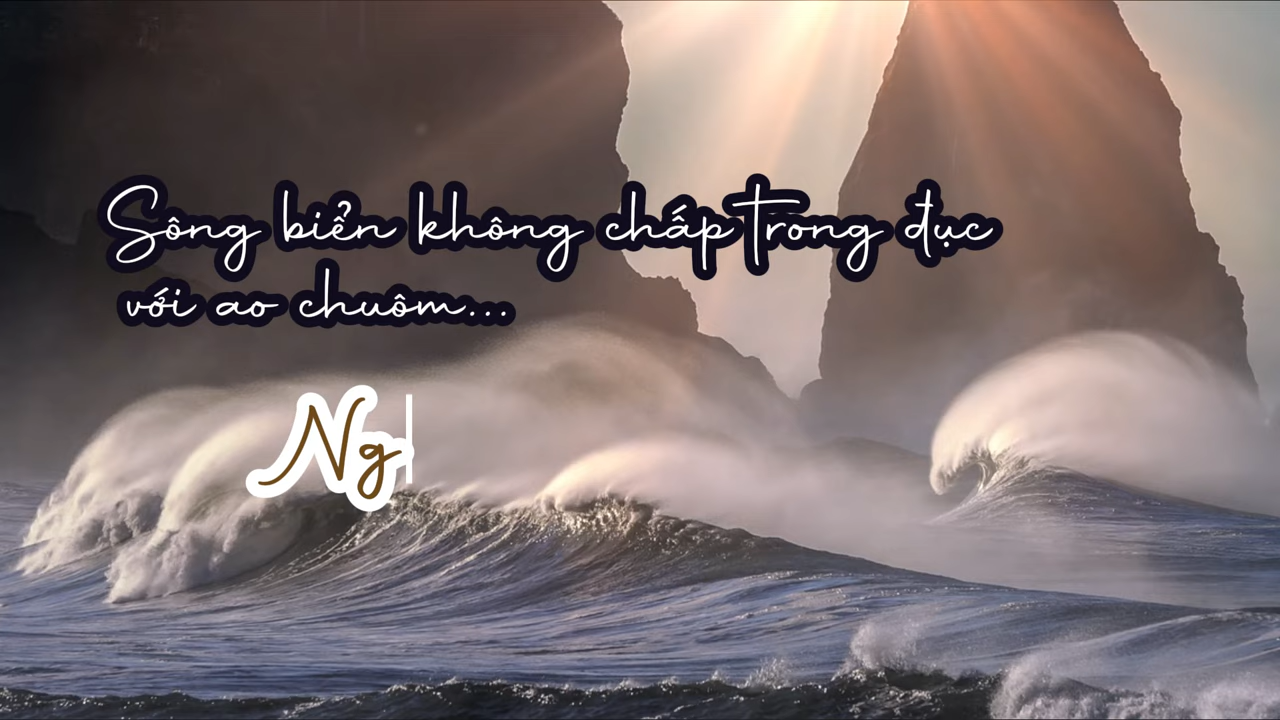 Sông biển không chấp trong đục
với ao chuôm...
Ng